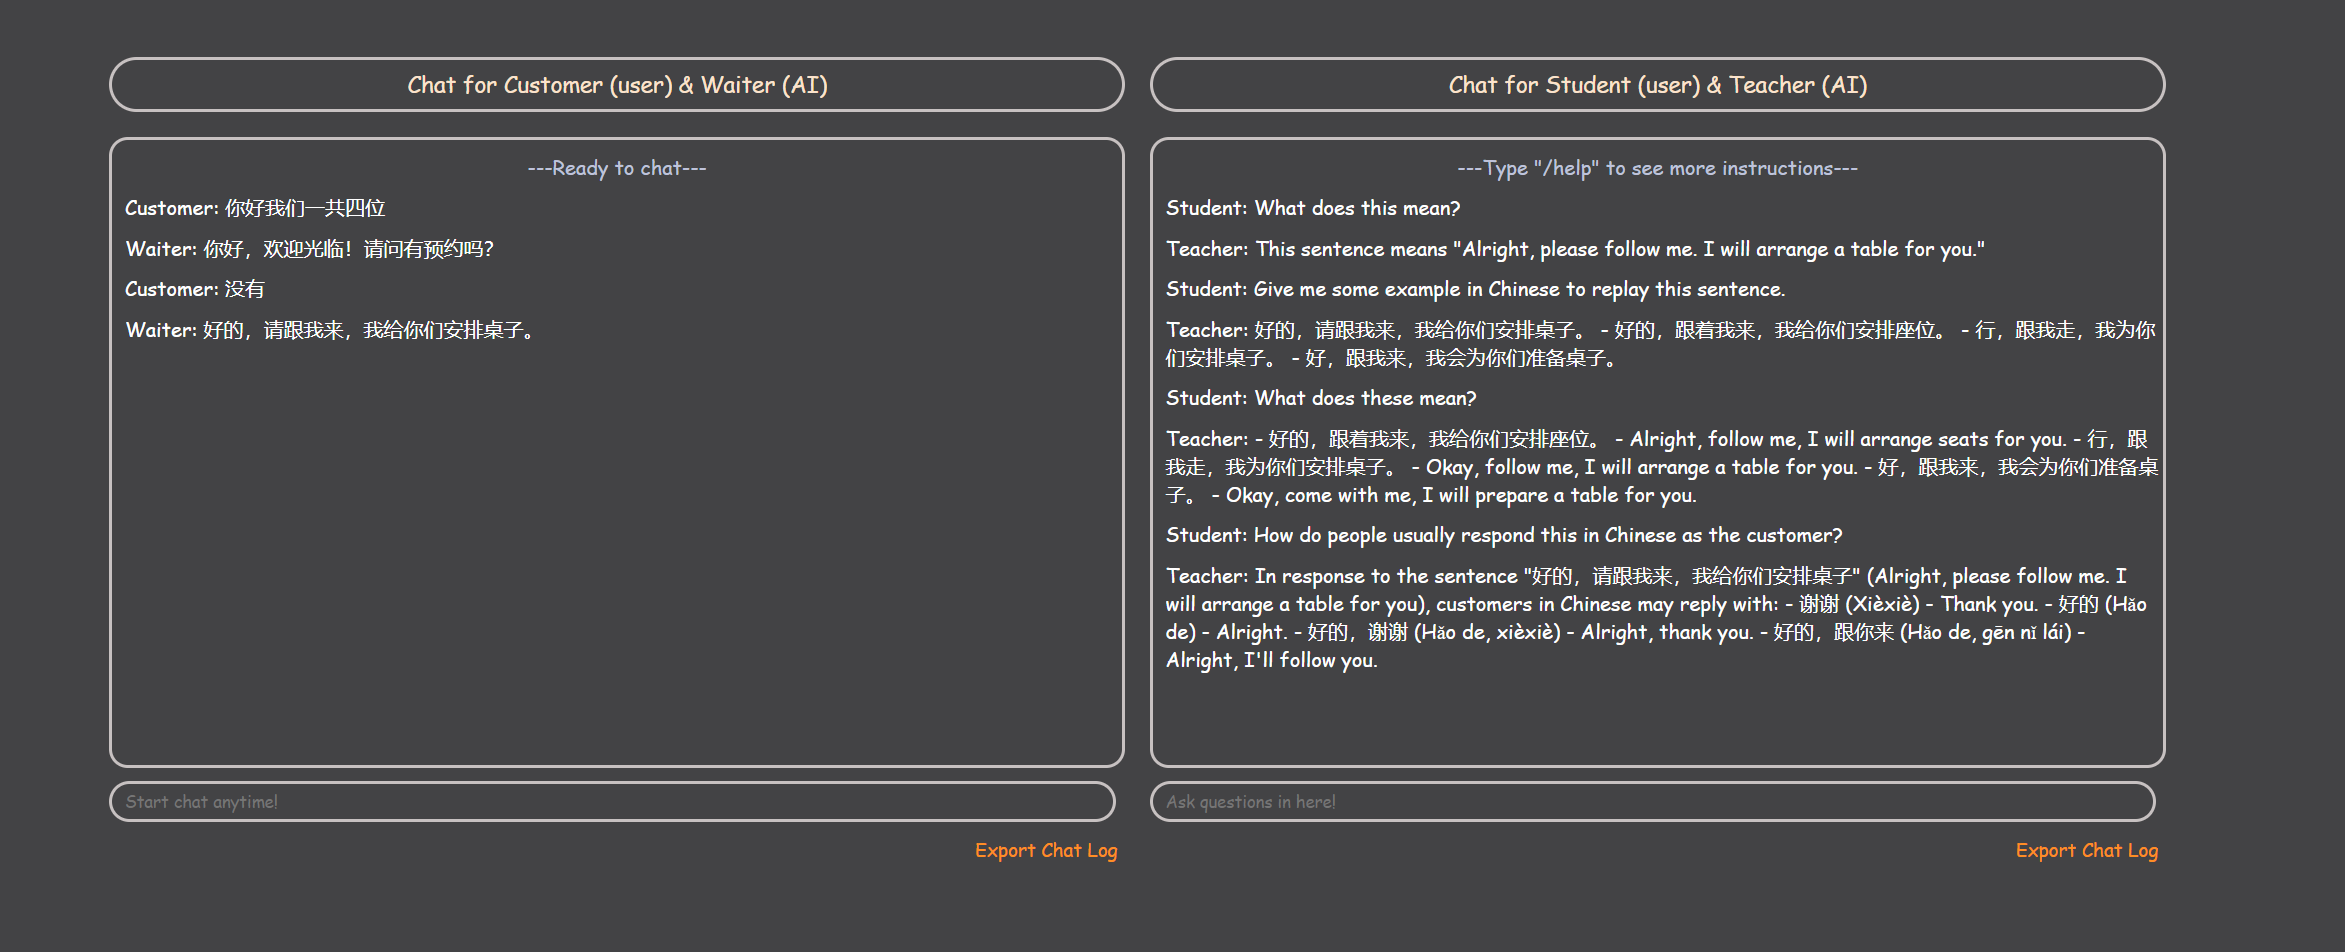 Chat for Customer (user) & Waiter (AI)
---Ready to chat---
Customer: 你好我们一共四位
Waiter: 你好，欢迎光临！请问有预约吗？
Customer: 没有
Waiter: 好的，请跟我来，我给你们安排桌子。
Start chat anytime!
Export Chat Log
Chat for Student (user) & Teacher (AI)
---Type "/help" to see more instructions---
Student: What does this mean?
Teacher: This sentence means "Alright, please follow me. I will arrange a table for you."
Student: Give me some example in Chinese to replay this sentence.
Teacher: 好的，请跟我来，我给你们安排桌子。 - 好的，跟着我来，我给你们安排座位。 - 行，跟我走，我为你
们安排桌子。 - 好，跟我来，我会为你们准备桌子。
Student: What does these mean?
Teacher: - 好的，跟着我来，我给你们安排座位。 - Alright, follow me, I will arrange seats for you. - 行，跟
我走，我为你们安排桌子。 - Okay, follow me, I will arrange a table for you. - 好，跟我来，我会为你们准备桌
子。 - Okay, come with me, I will prepare a table for you.
Student: How do people usually respond this in Chinese as the customer?
Teacher: In response to the sentence "好的，请跟我来，我给你们安排桌子" (Alright, please follow me. I
will arrange a table for you), customers in Chinese may reply with: - 谢谢 (Xièxiè) - Thank you. - 好的 (Hǎo
de) - Alright. - 好的，谢谢 (Hǎo de, xièxiè) - Alright, thank you. - 好的，跟你来 (Hǎo de, gēn nǐ lái) -
Alright, I'll follow you.
Ask questions in here!
Export Chat Log